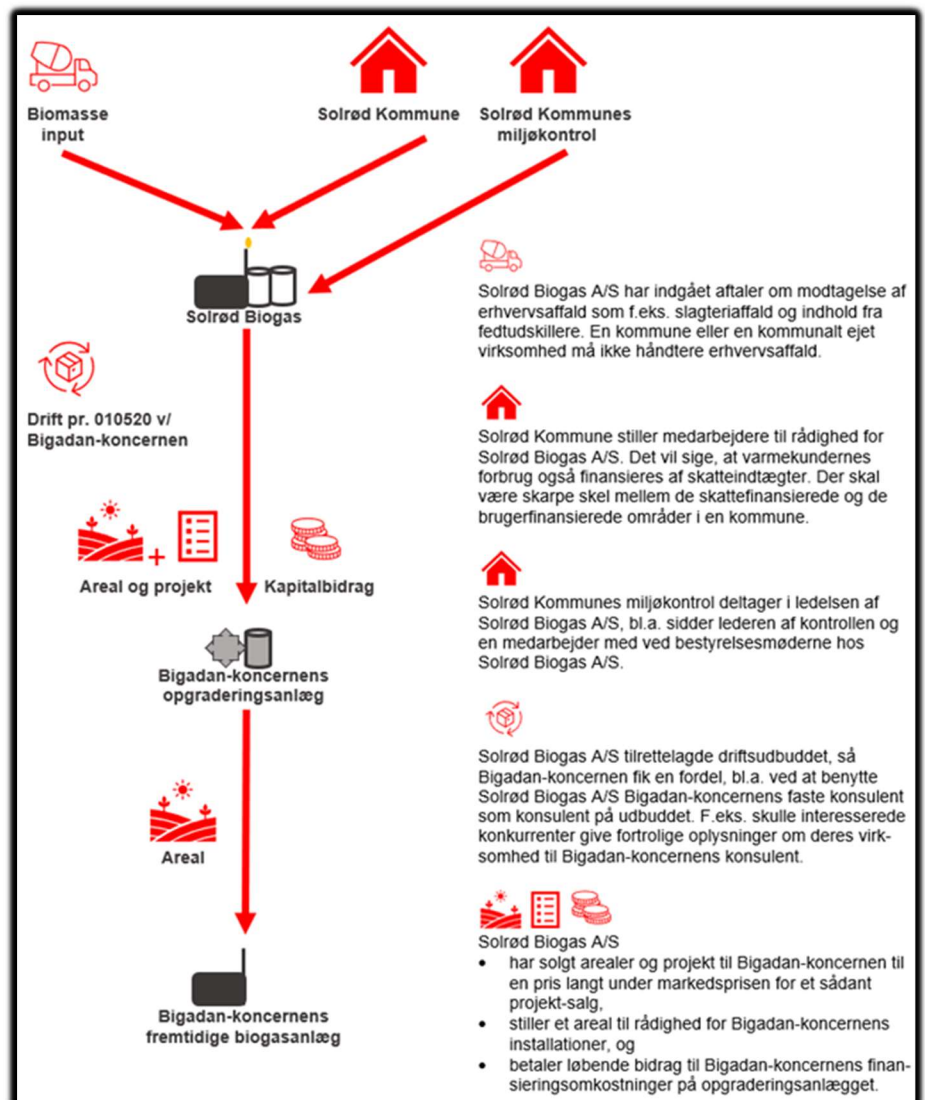 Biomasse
input
Solrød Kommune
Solrød Kommunes
miljøkontrol
Solrød Biogas
Drift pr. 010520 v/
Bigadan-koncernen
Areal og projekt
Kapitalbidrag
Bigadan-koncernens
opgraderingsanlæg
Areal
Bigadan-koncernens
fremtidige biogasanlæg
Solrød Biogas A/S har indgået aftaler om modtagelse af
erhvervsaffald som f.eks. slagteriaffald og indhold fra
fedtudskillere. En kommune eller en kommunalt ejet
virksomhed må ikke håndtere erhvervsaffald.
Solrød Kommune stiller medarbejdere til rådighed for
Solrød Biogas A/S. Det vil sige, at varmekundernes
forbrug også finansieres af skatteindtægter. Der skal
være skarpe skel mellem de skattefinansierede og de
brugerfinansierede områder i en kommune.
Solrød Kommunes miljøkontrol deltager i ledelsen af
Solrød Biogas A/S, bl.a. sidder lederen af kontrollen og
en medarbejder med ved bestyrelsesmøderne hos
Solrød Biogas A/S.
Solrød Biogas A/S tilrettelagde driftsudbuddet, så
Bigadan-koncernen fik en fordel, bl.a. ved at benytte
Solrød Biogas A/S Bigadan-koncernens faste konsulent
som konsulent på udbuddet. F.eks. skulle interesserede
konkurrenter give fortrolige oplysninger om deres virk-
somhed til Bigadan-koncernens konsulent.
Solrød Biogas A/S
• har solgt arealer og projekt til Bigadan-koncernen til
en pris langt under markedsprisen for et sådant
projekt-salg,
• stiller et areal til rådighed for Bigadan-koncernens
installationer, og
• betaler løbende bidrag til Bigadan-koncernens finan-
sieringsomkostninger på opgraderingsanlægget.